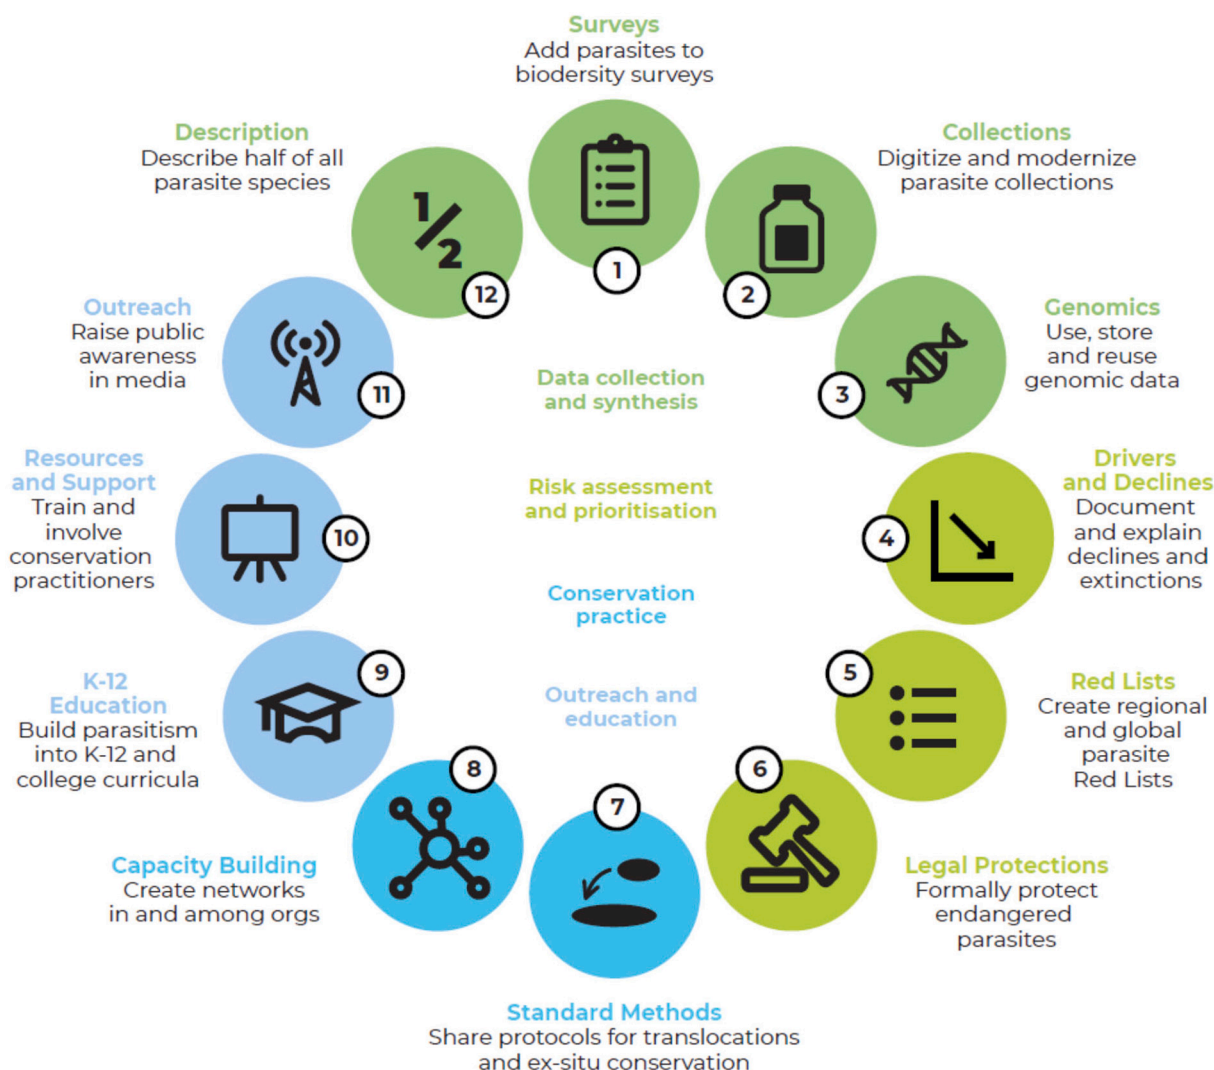 Surveys
Add parasites to
biodersity surveys
1
Collections
Digitize and modernize
parasite collections
2
Genomics
Use, store
and reuse
genomic data
3
Drivers
and Declines
Document
and explain
declines and
extinctions
4
Red Lists
Create regional
and global
parasite
Red Lists
5
Legal Protections
Formally protect
endangered
parasites
6
Standard Methods
Share protocols for translocations
and ex-situ conservation
7
Capacity Building
Create networks
in and among orgs
8
K-12
Education
Build parasitism
into K-12 and
college curricula
9
Resources
and Support
Train and
involve
conservation
practitioners
10
Outreach
Raise public
awareness
in media
11
Description
Describe half of all
parasite species
1/2
12
Data collection
and synthesis
Risk assessment
and prioritisation
Conservation
practice
Outreach and
education